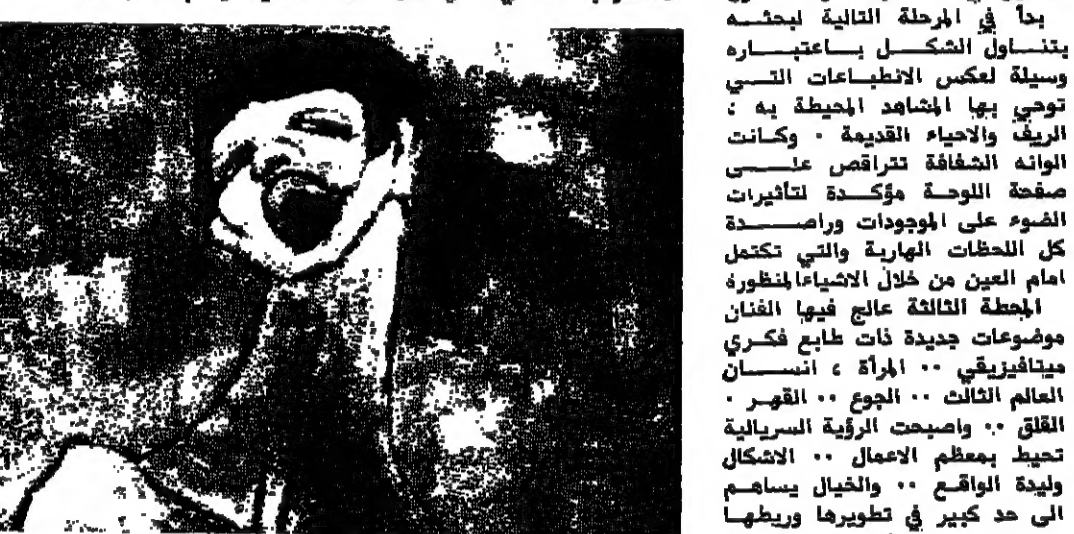 بدأ في المرحلة التالية لبحثه
يتناول الشكل باعتباره
وسيلة لعكس الانطباعات التي
توحي بها المشاهد المحيطة به :
الريف والاحياء القديمة . وكانت
الوانه الشفافة تتراقص على
صفحة اللوحة مؤكدة لتأثيرات
الضوء على الموجودات وراصدة
كل اللحظات الهاربة والتي تكتمل
امام العين من خلال الاشياء المنظورة
المحطة الثالثة عالج فيها الفنان
موضوعات جديدة ذات طابع فكري
ميتافيزيقي .. المرأة ، انسان
العالم الثالث .. الجوع .. القهر .
القلق .. واصبحت الرؤية السريالية
تحيط بمعظم الاعمال .. الاشكال
وليدة الواقع .. والخيال يساهم
الى حد كبير في تطويرها وربطها